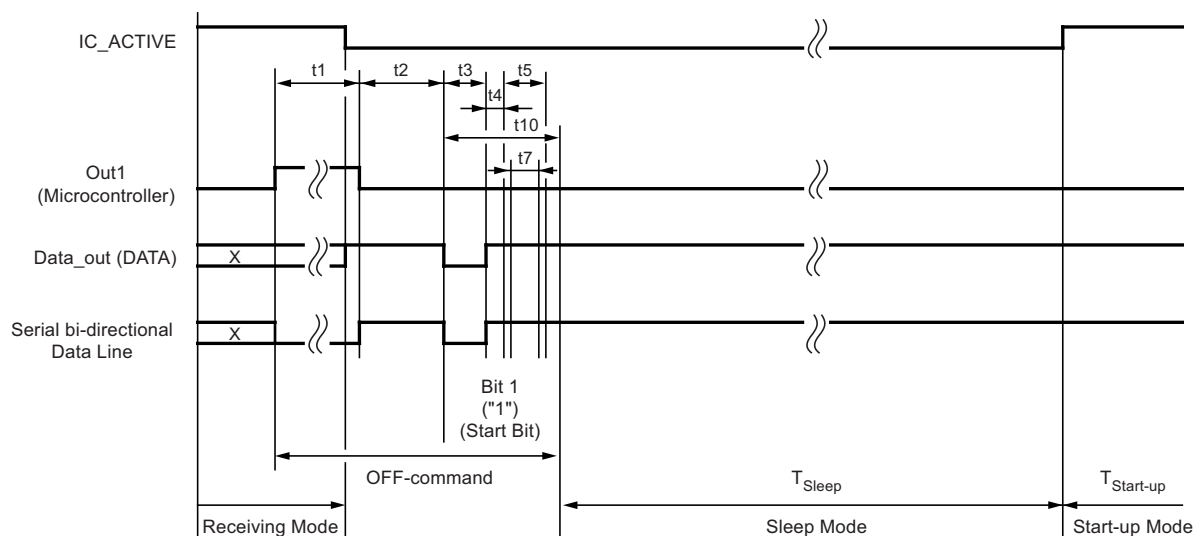 IC_ACTIVE
t1
t2
t3
t5
t4
t10
t7
Out1
(Microcontroller)
Data_out (DATA)
X
Serial bi-directional
Data Line
X
Bit 1
("1")
(Start Bit)
OFF-command
TSleep
TStart-up
Receiving Mode
Sleep Mode
Start-up Mode